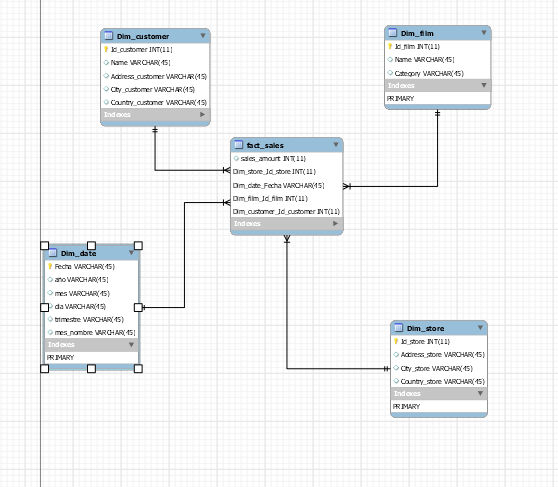 Dim_customer
Id_customer INT(11)
Name VARCHAR(45)
Address_customer VARCHAR(45)
City_customer VARCHAR(45)
Country_customer VARCHAR(45)
Indexes
Dim_film
Id_film INT(11)
Name VARCHAR(45)
Category VARCHAR(45)
Indexes
PRIMARY
fact_sales
sales_amount INT(11)
Dim_store_Id_store INT(11)
Dim_date_Fecha VARCHAR(45)
Dim_film_Id_film INT(11)
Dim_customer_Id_customer INT(11)
Indexes
Dim_date
Fecha VARCHAR(45)
año VARCHAR(45)
mes VARCHAR(45)
dia VARCHAR(45)
trimestre VARCHAR(45)
mes_nombre VARCHAR(45)
Indexes
PRIMARY
Dim_store
Id_store INT(11)
Address_store VARCHAR(45)
City_store VARCHAR(45)
Country_store VARCHAR(45)
Indexes
PRIMARY